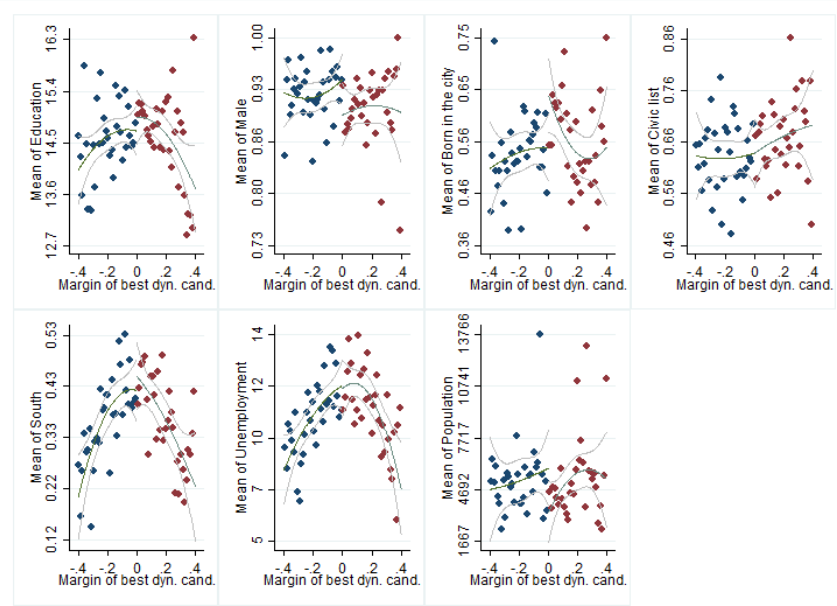 Mean of Education
16.3
15.4
14.5
13.6
12.7
-.4 -.2 0 .2 .4
Margin of best dyn. cand.
Mean of Male
1.00
0.93
0.86
0.80
0.73
-.4 -.2 0 .2 .4
Margin of best dyn. cand.
Mean of Born in the city
0.75
0.65
0.56
0.46
0.36
-.4 -.2 0 .2 .4
Margin of best dyn. cand.
Mean of Civic list
0.86
0.76
0.66
0.56
0.46
-.4 -.2 0 .2 .4
Margin of best dyn. cand.
Mean of South
0.53
0.43
0.33
0.22
0.12
-.4 -.2 0 .2 .4
Margin of best dyn. cand.
Mean of Unemployment
14
12
10
7
5
-.4 -.2 0 .2 .4
Margin of best dyn. cand.
Mean of Population
13766
10741
7717
4692
1667
-.4 -.2 0 .2 .4
Margin of best dyn. cand.